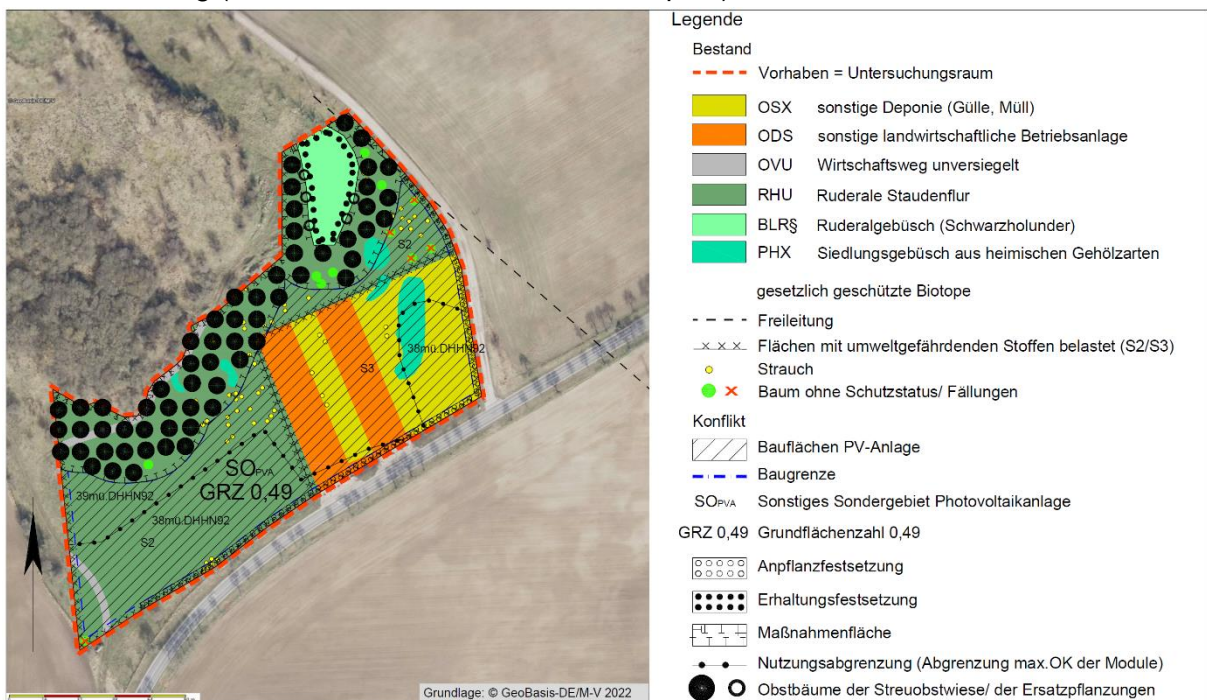 Legende
Bestand
Vorhaben = Untersuchungsraum
OSX sonstige Deponie (Gülle, Müll)
ODS sonstige landwirtschaftliche Betriebsanlage
OVU Wirtschaftsweg unversiegelt
RHU Ruderale Staudenflur
BLR§ Ruderalgebüsch (Schwarzholunder)
PHX Siedlungsgebüsch aus heimischen Gehölzarten
gesetzlich geschützte Biotope
Freileitung
Flächen mit umweltgefährdenden Stoffen belastet (S2/S3)
Strauch
Baum ohne Schutzstatus/ Fällungen
Konflikt
Bauflächen PV-Anlage
Baugrenze
SOPVA Sonstiges Sondergebiet Photovoltaikanlage
GRZ 0,49 Grundflächenzahl 0,49
Anpflanzfestsetzung
Erhaltungsfestsetzung
Maßnahmenfläche
Nutzungsabgrenzung (Abgrenzung max.OK der Module)
Obstbäume der Streuobstwiese/ der Ersatzpflanzungen
S2
38mü.DHHN92
S3
SOPVA
GRZ 0,49
39mü.DHHN92
38mü.DHHN92
S2
Grundlage: © GeoBasis-DE/M-V 2022